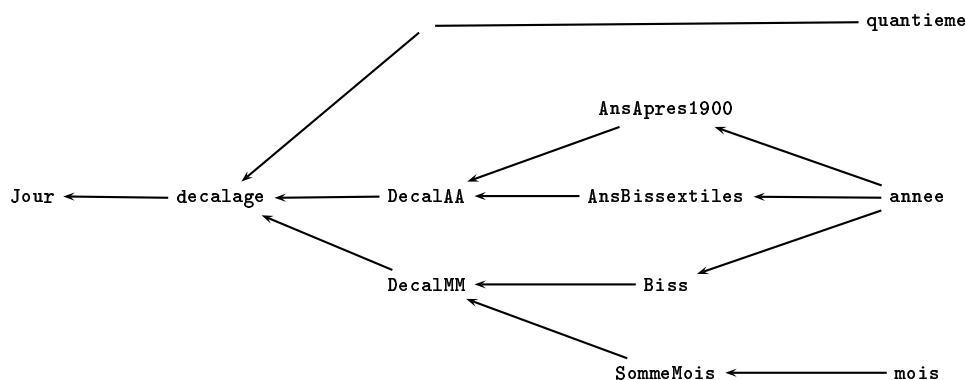 quantieme
AnsApres1900
Jour decalage DecalAA AnsBissextiles annee
DecalMM Biss
SommeMois mois